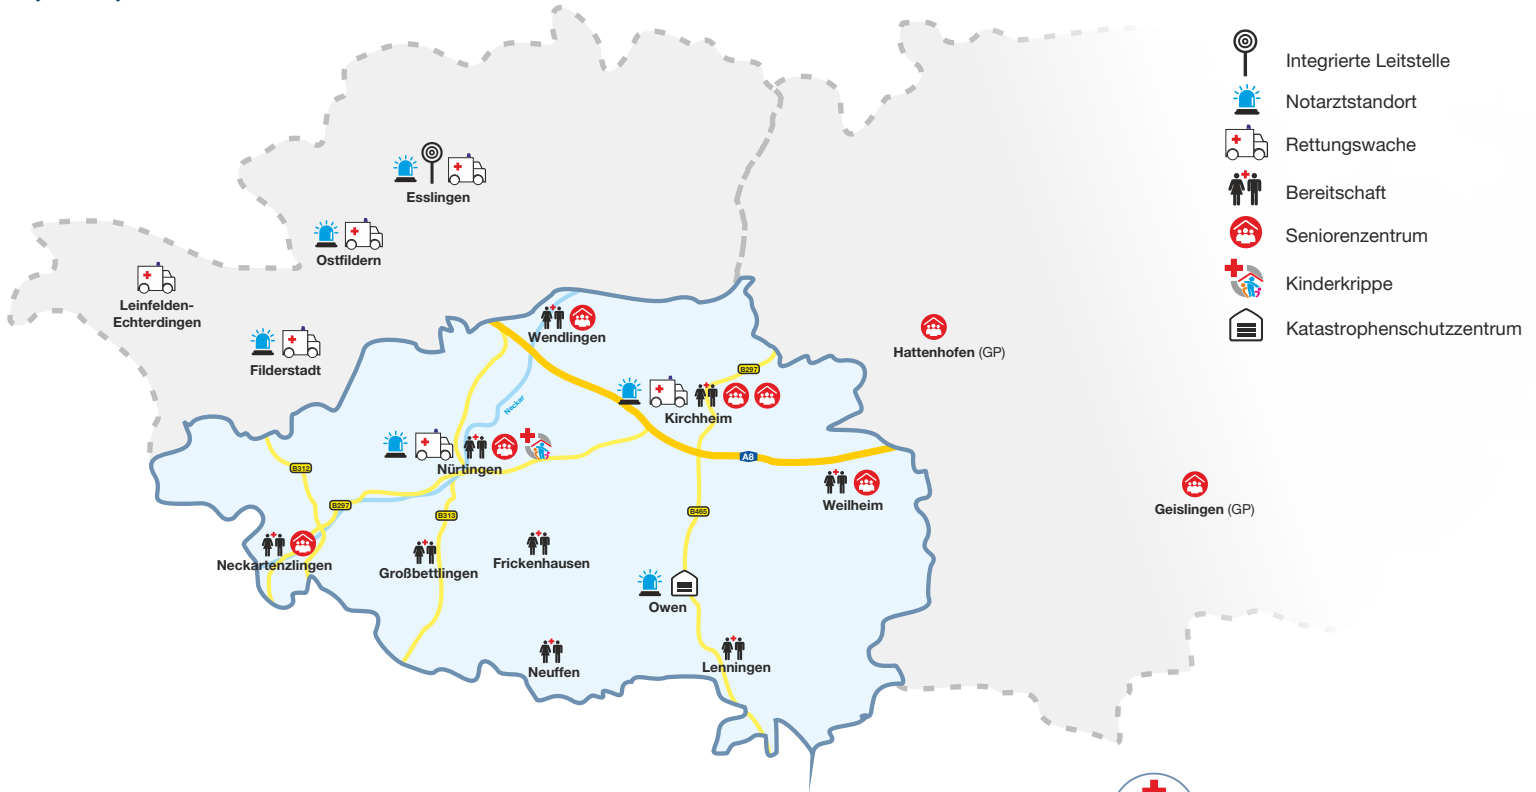 Integrierte Leitstelle
Notarztstandort
Rettungswache
Bereitschaft
Seniorenzentrum
Kinderkrippe
Katastrophenschutzzentrum
Esslingen
Ostfildern
Leinfelden-
Echterdingen
Filderstadt
Wendlingen
Hattenhofen (GP)
B297
Neckar
Kirchheim
A8
Nürtingen
B312
B297
Weilheim
Geislingen (GP)
B313
B465
Neckartenzlingen
Großbettlingen
Frickenhausen
Owen
Neuffen
Lenningen